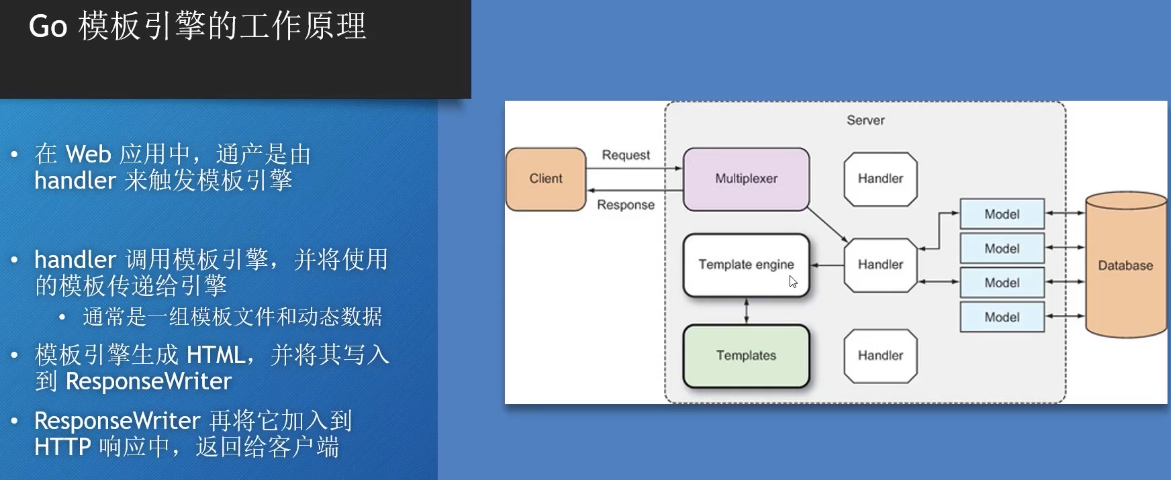 Go 模板引擎的工作原理
• 在 Web 应用中，通产是由
handler 来触发模板引擎
• handler 调用模板引擎，并将使用
的模板传递给引擎
• 通常是一组模板文件和动态数据
• 模板引擎生成 HTML，并将其写入
到 ResponseWriter
• ResponseWriter 再将它加入到
HTTP 响应中，返回给客户端
Server
Client
Request
Response
Multiplexer
Handler
Template engine
Handler
Templates
Handler
Model
Model
Model
Model
Database